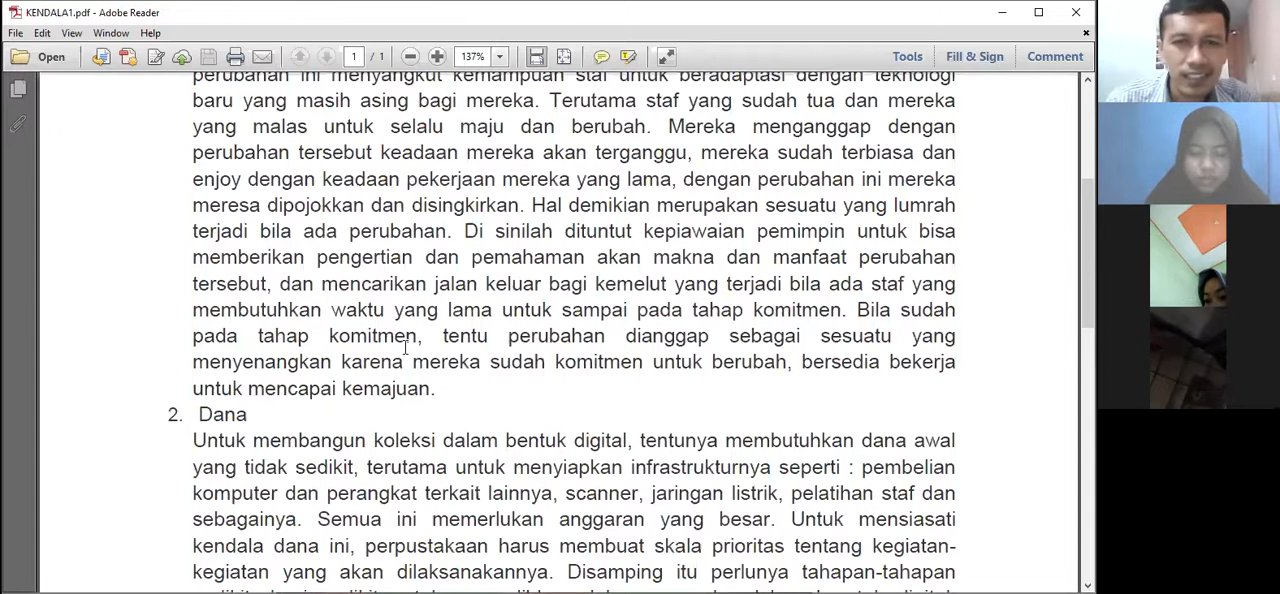 KENDALA1.pdf - Adobe Reader
File Edit View Window Help
Open 1 / 1 137% Tools Fill & Sign Comment
perubahan ini menyangkut kemampuan staf untuk beradaptasi dengan teknologi
baru yang masih asing bagi mereka. Terutama staf yang sudah tua dan mereka
yang malas untuk selalu maju dan berubah. Mereka menganggap dengan
perubahan tersebut keadaan mereka akan terganggu, mereka sudah terbiasa dan
enjoy dengan keadaan pekerjaan mereka yang lama, dengan perubahan ini mereka
meresa dipojokkan dan disingkirkan. Hal demikian merupakan sesuatu yang lumrah
terjadi bila ada perubahan. Di sinilah dituntut kepiawaian pemimpin untuk bisa
memberikan pengertian dan pemahaman akan makna dan manfaat perubahan
tersebut, dan mencarikan jalan keluar bagi kemelut yang terjadi bila ada staf yang
membutuhkan waktu yang lama untuk sampai pada tahap komitmen. Bila sudah
pada tahap komitmen, tentu perubahan dianggap sebagai sesuatu yang
menyenangkan karena mereka sudah komitmen untuk berubah, bersedia bekerja
untuk mencapai kemajuan.
2. Dana
Untuk membangun koleksi dalam bentuk digital, tentunya membutuhkan dana awal
yang tidak sedikit, terutama untuk menyiapkan infrastrukturnya seperti : pembelian
komputer dan perangkat terkait lainnya, scanner, jaringan listrik, pelatihan staf dan
sebagainya. Semua ini memerlukan anggaran yang besar. Untuk mensiasati
kendala dana ini, perpustakaan harus membuat skala prioritas tentang kegiatan-
kegiatan yang akan dilaksanakannya. Disamping itu perlunya tahapan-tahapan